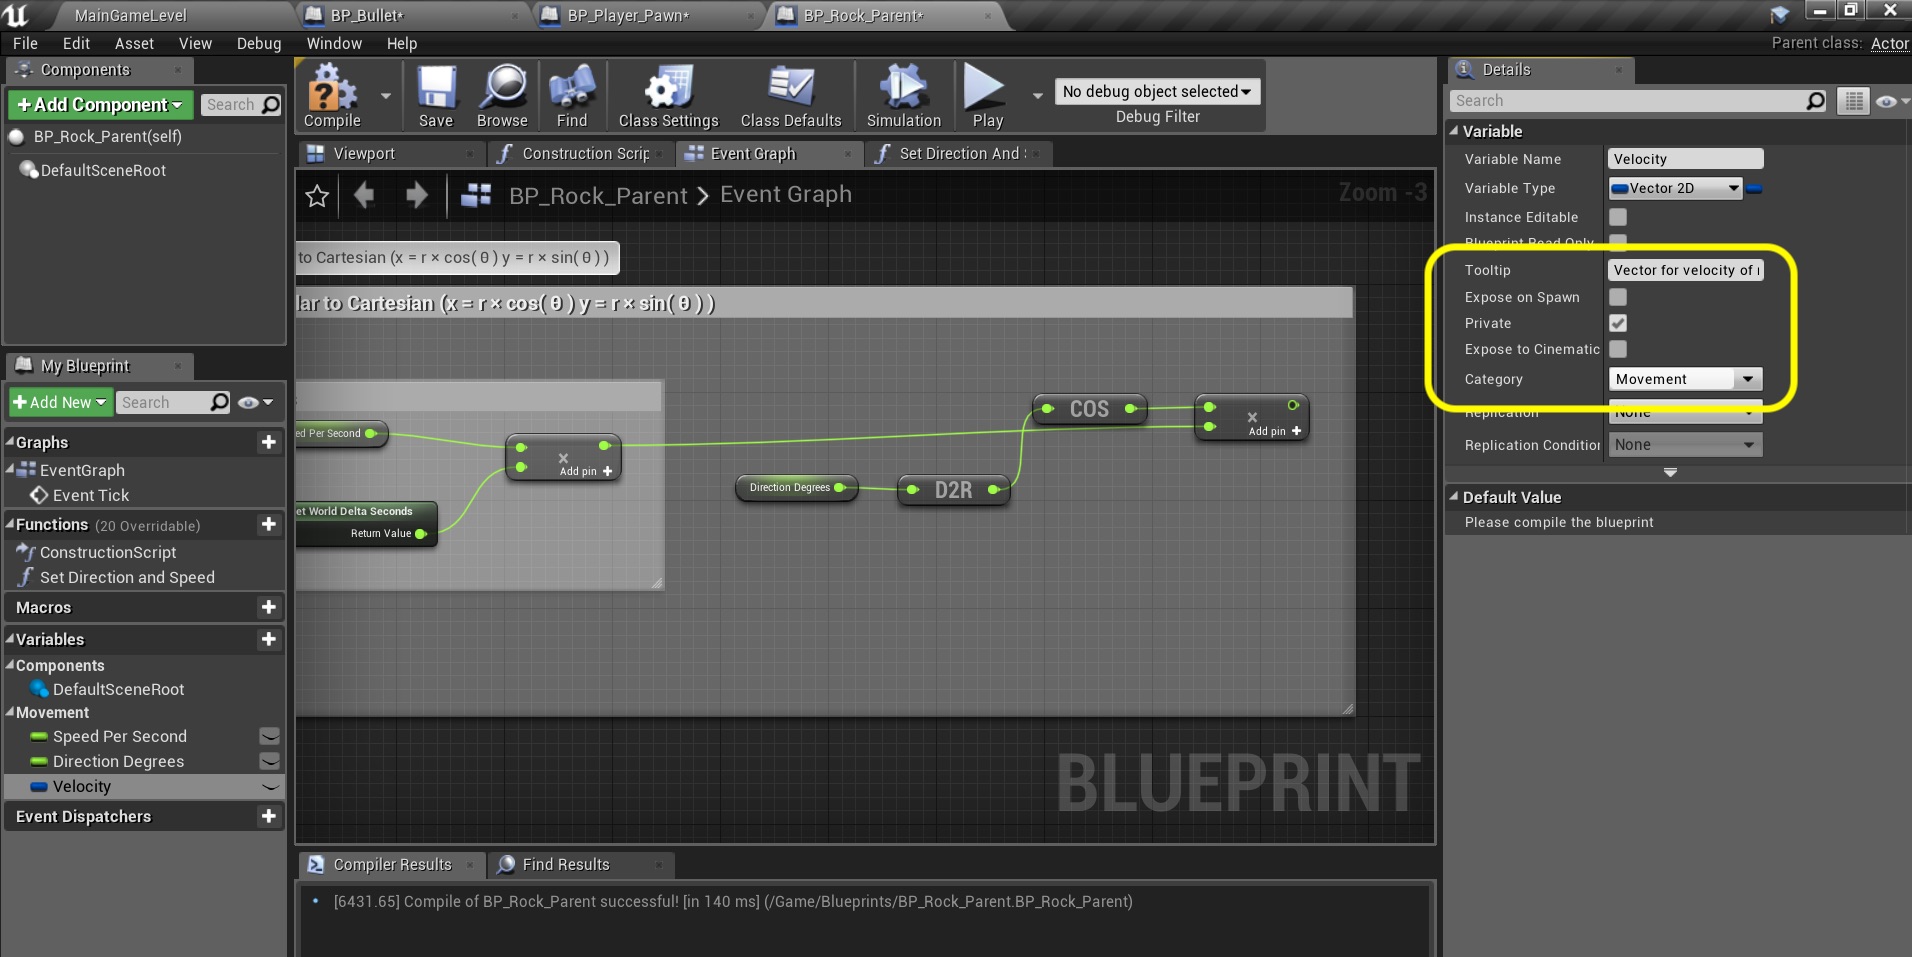 MainGameLevel
BP_Bullet*
BP_Player_Pawn*
BP_Rock_Parent*
File Edit Asset View Debug Window Help
Parent class: Actor
Components
+Add Component
Search
BP_Rock_Parent(self)
DefaultSceneRoot
Compile
Save
Browse
Find
Class Settings
Class Defaults
Simulation
Play
No debug object selected
Debug Filter
Viewport
Construction Scrip
Event Graph
Set Direction And
BP_Rock_Parent > Event Graph
Zoom -3
to Cartesian (x = r × cos( θ ) y = r × sin( θ ) )
lar to Cartesian (x = r × cos( θ ) y = r × sin( θ ) )
ed Per Second
×
Add pin +
et World Delta Seconds
Return Value
Direction Degrees
D2R
COS
×
Add pin +
BLUEPRINT
My Blueprint
+Add New
Search
Graphs
EventGraph
Event Tick
Functions (20 Overridable)
ConstructionScript
Set Direction and Speed
Macros
Variables
Components
DefaultSceneRoot
Movement
Speed Per Second
Direction Degrees
Velocity
Event Dispatchers
Compiler Results
Find Results
[6431.65] Compile of BP_Rock_Parent successful! [in 140 ms] (/Game/Blueprints/BP_Rock_Parent.BP_Rock_Parent)
Details
Search
Variable
Variable Name Velocity
Variable Type Vector 2D
Instance Editable
Blueprint Read Only
Tooltip Vector for velocity of
Expose on Spawn
Private
Expose to Cinematic
Category Movement
Replication None
Replication Condition None
Default Value
Please compile the blueprint